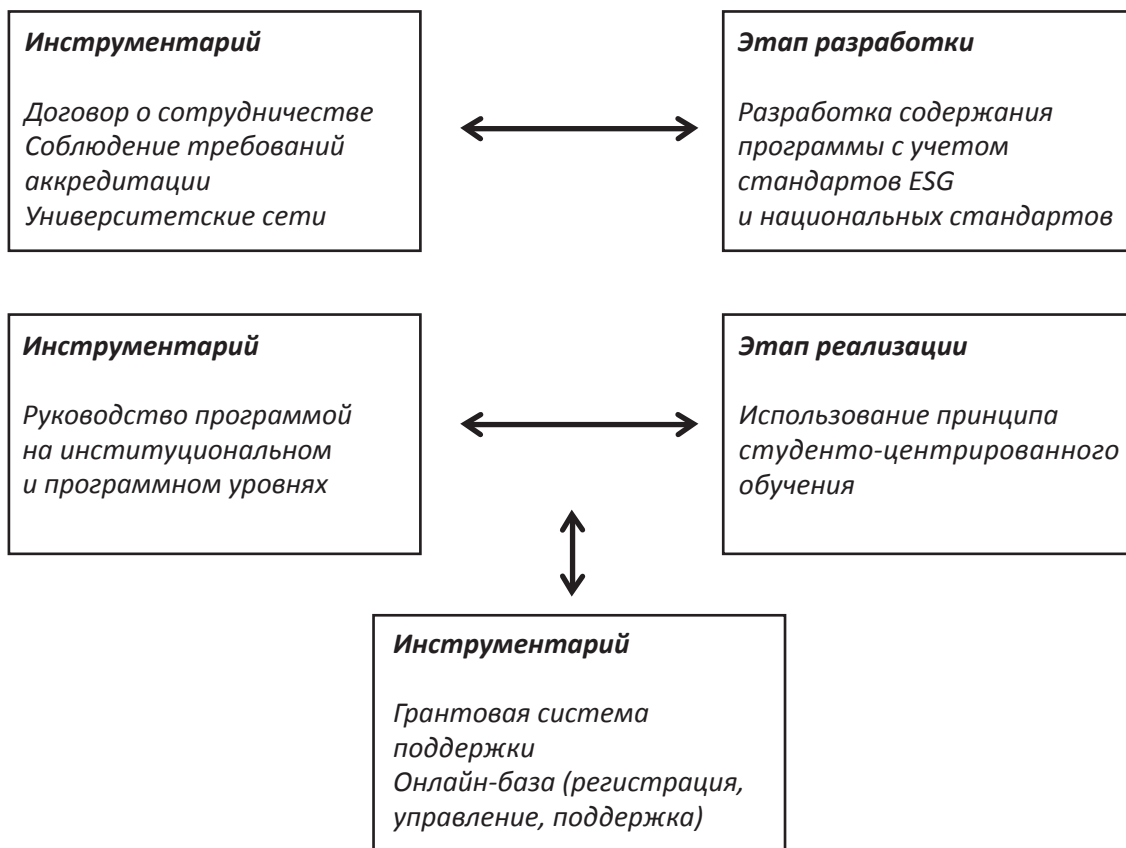 Инструментарий
Договор о сотрудничестве
Соблюдение требований
аккредитации
Университетские сети
Этап разработки
Разработка содержания
программы с учетом
стандартов ESG
и национальных стандартов
Инструментарий
Руководство программой
на институциональном
и программном уровнях
Этап реализации
Использование принципа
студенто-центрированного
обучения
Инструментарий
Грантовая система
поддержки
Онлайн-база (регистрация,
управление, поддержка)